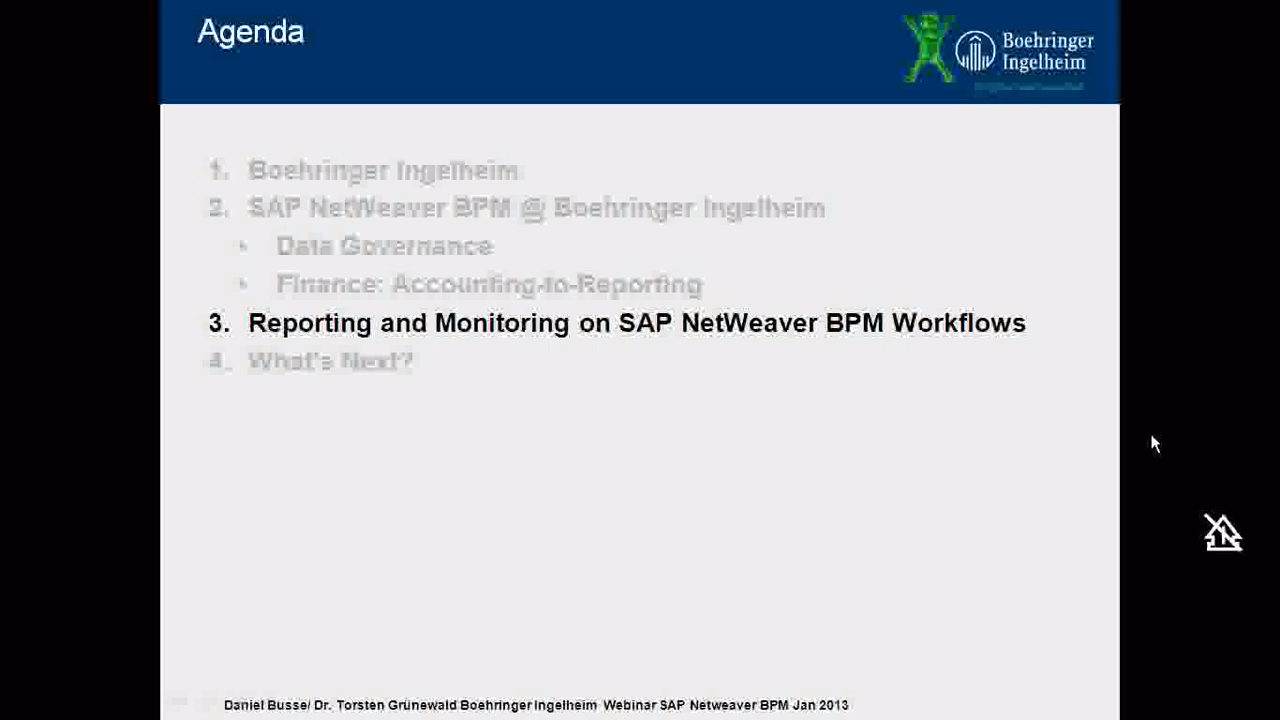 Agenda
Boehringer
Ingelheim
1. Boehringer Ingelheim
2. SAP NetWeaver BPM @ Boehringer Ingelheim
Data Governance
Finance: Accounting-to-Reporting
3. Reporting and Monitoring on SAP NetWeaver BPM Workflows
4. What's Next?
Daniel Busse/ Dr. Torsten Grünewald Boehringer Ingelheim Webinar SAP Netweaver BPM Jan 2013